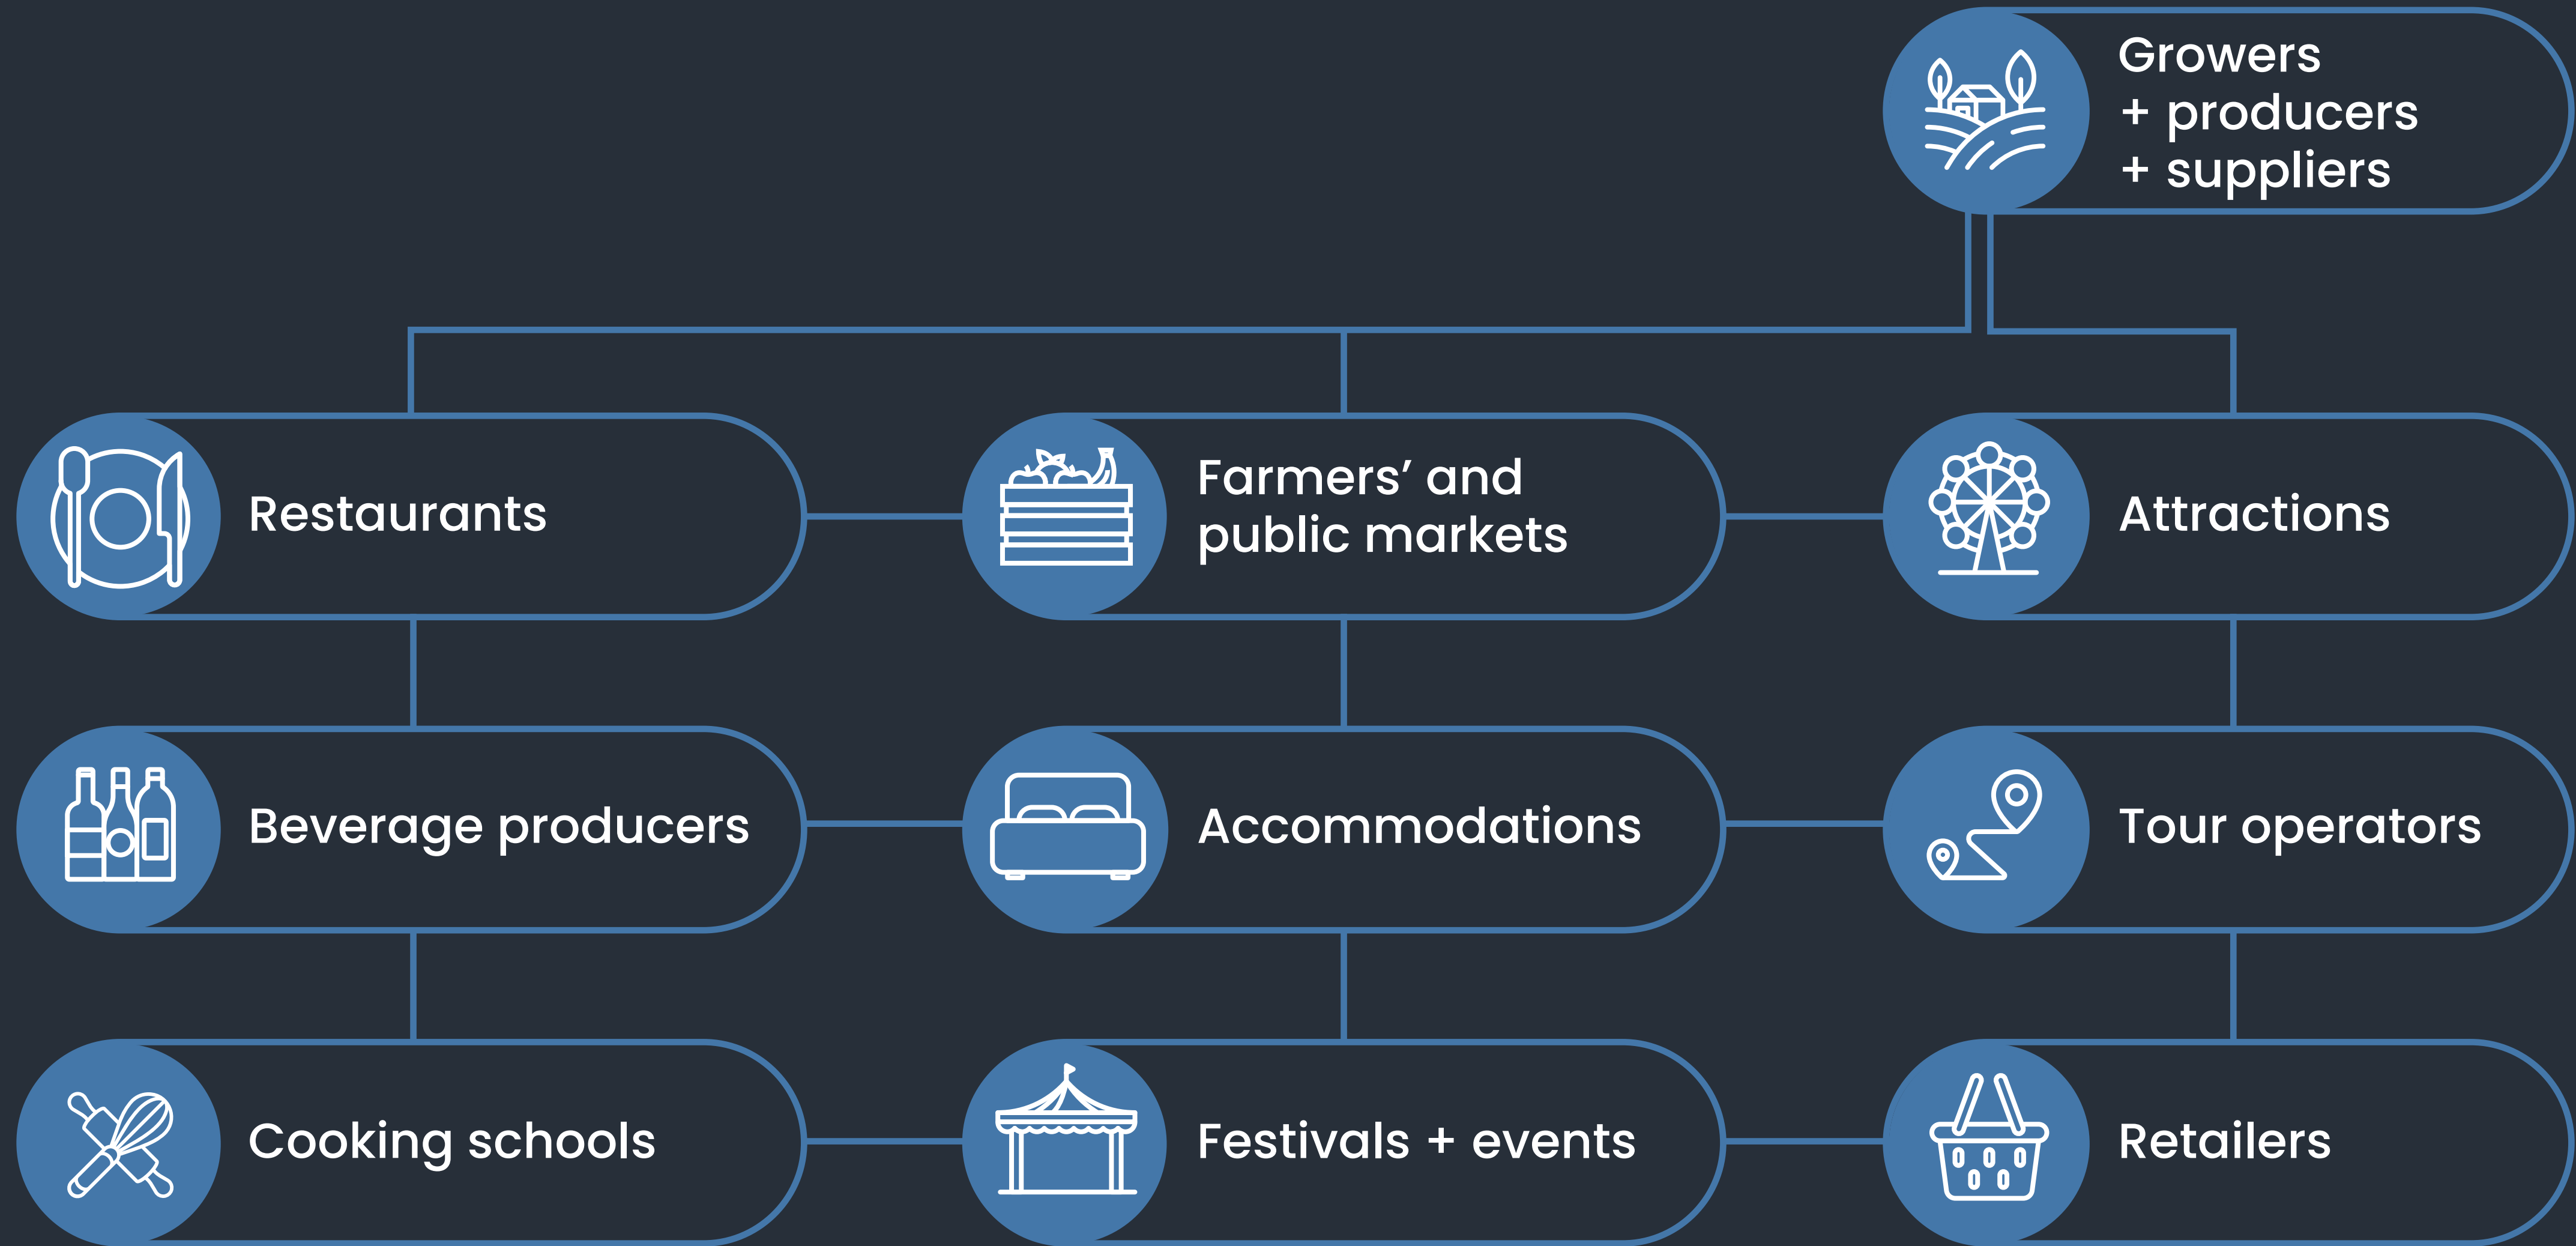 Growers
+ producers
+ suppliers
Restaurants
Farmers’ and
public markets
Attractions
Beverage producers
Accommodations
Tour operators
Cooking schools
Festivals + events
Retailers